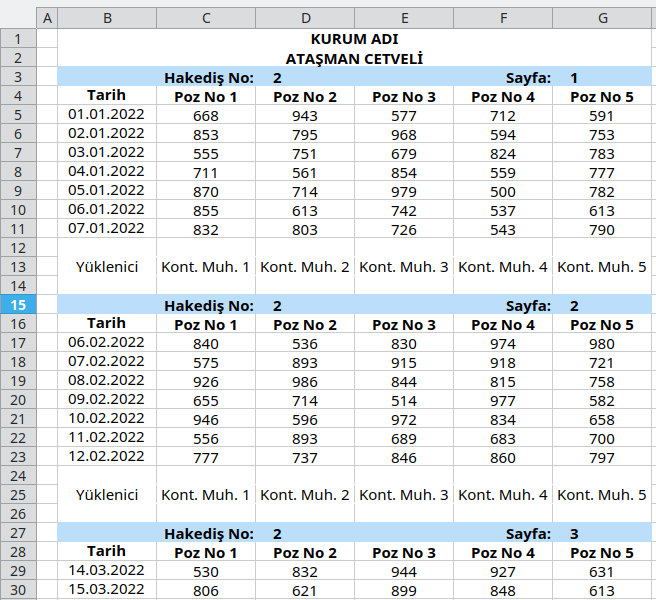 A B C D E F G
1 KURUM ADI
2 ATAŞMAN CETVELİ
3 Hakediş No: 2 Sayfa: 1
4 Tarih Poz No 1 Poz No 2 Poz No 3 Poz No 4 Poz No 5
5 01.01.2022 668 943 577 712 591
6 02.01.2022 853 795 968 594 753
7 03.01.2022 555 751 679 824 783
8 04.01.2022 711 561 854 559 777
9 05.01.2022 870 714 979 500 782
10 06.01.2022 855 613 742 537 613
11 07.01.2022 832 803 726 543 790
12
13 Yüklenici Kont. Muh. 1 Kont. Muh. 2 Kont. Muh. 3 Kont. Muh. 4 Kont. Muh. 5
14
15 Hakediş No: 2 Sayfa: 2
16 Tarih Poz No 1 Poz No 2 Poz No 3 Poz No 4 Poz No 5
17 06.02.2022 840 536 830 974 980
18 07.02.2022 575 893 915 918 721
19 08.02.2022 926 986 844 815 758
20 09.02.2022 655 714 514 977 582
21 10.02.2022 946 596 972 834 658
22 11.02.2022 556 893 689 683 700
23 12.02.2022 777 737 846 860 797
24
25 Yüklenici Kont. Muh. 1 Kont. Muh. 2 Kont. Muh. 3 Kont. Muh. 4 Kont. Muh. 5
26
27 Hakediş No: 2 Sayfa: 3
28 Tarih Poz No 1 Poz No 2 Poz No 3 Poz No 4 Poz No 5
29 14.03.2022 530 832 944 927 631
30 15.03.2022 806 621 899 848 613